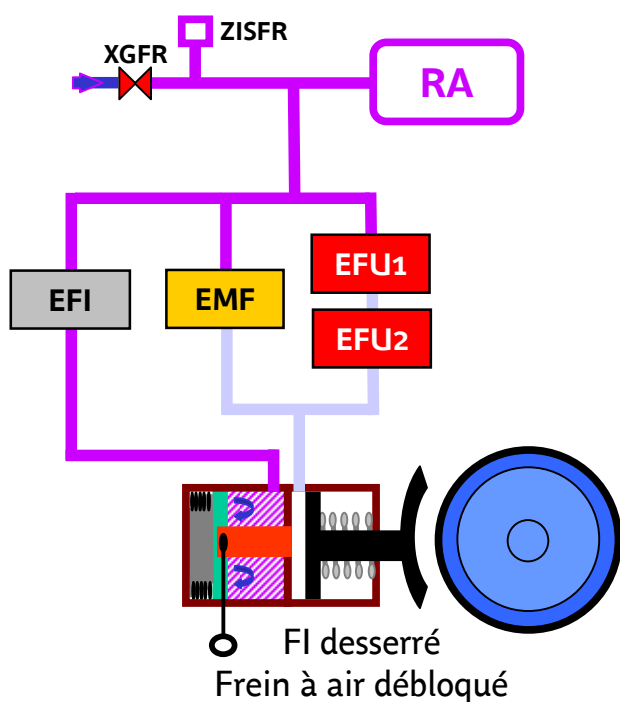 ZISFR
XGFR
RA
EFU1
EFI
EMF
EFU2
FI desserré
Frein à air débloqué